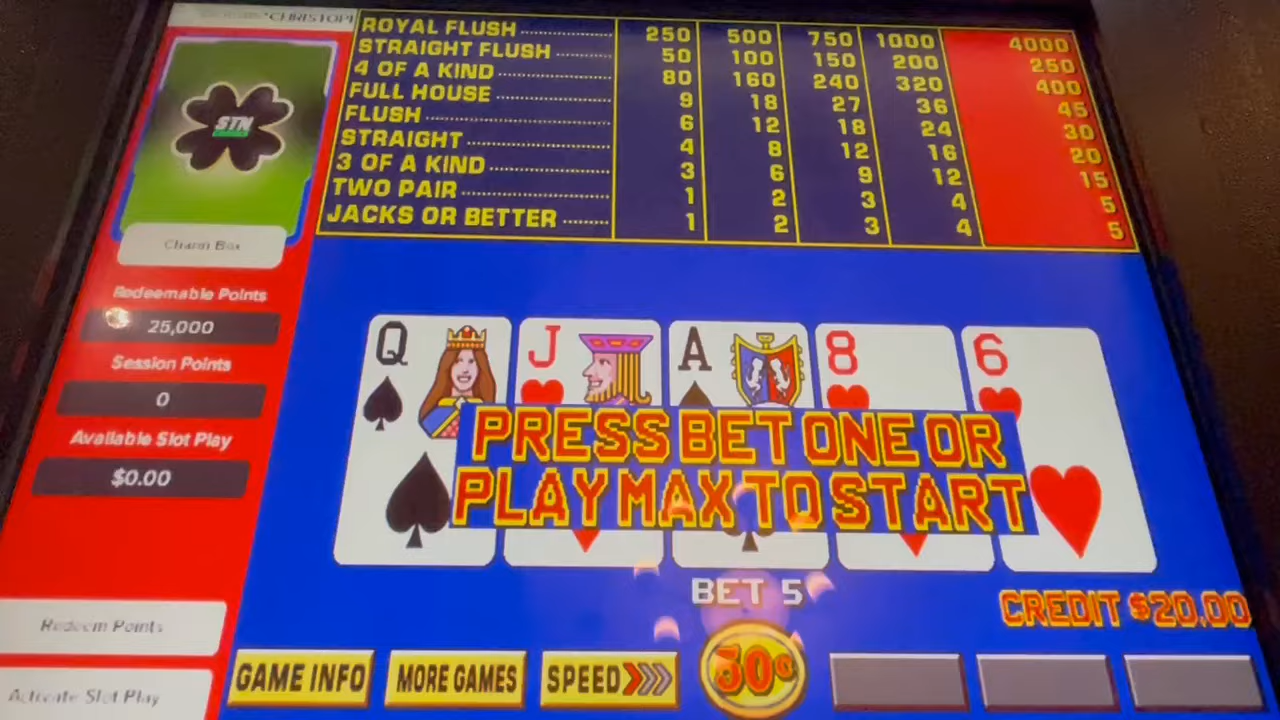 ROYAL FLUSH 250 500 750 1000 4000
STRAIGHT FLUSH 50 100 150 200 250
4 OF A KIND 80 160 240 320 400
FULL HOUSE 9 18 27 36 45
FLUSH 6 12 18 24 30
STRAIGHT 4 8 12 16 20
3 OF A KIND 3 6 9 12 15
TWO PAIR 1 2 3 4 5
JACKS OR BETTER 1 2 3 4 5
STN
Charm Box
Redeemable Points
25,000
Session Points
0
Available Slot Play
$0.00
Redeem Points
Activate Slot Play
Q J A 8 6
PRESS BET ONE OR
PLAY MAX TO START
BET 5
CREDIT $20.00
GAME INFO
MORE GAMES
SPEED
50¢